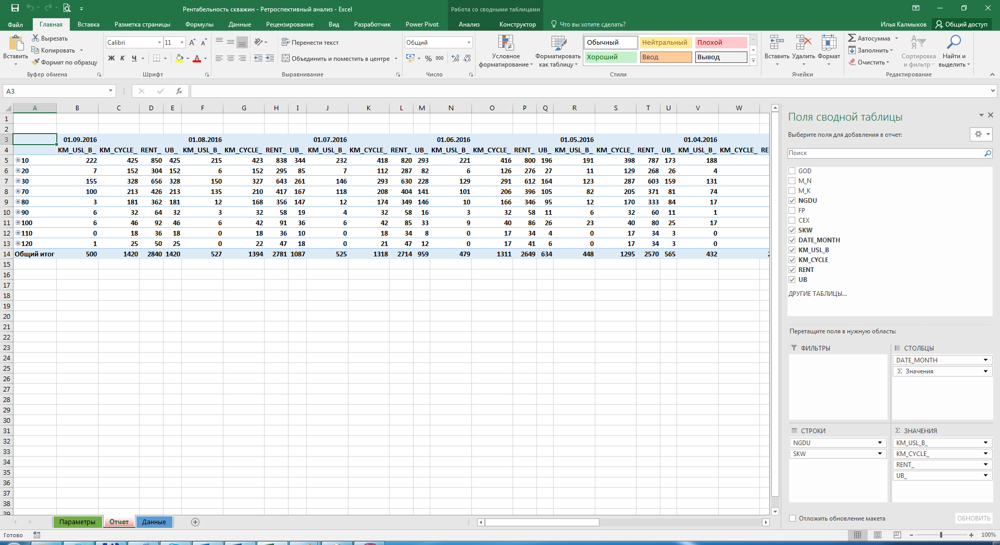 Рентабельность скважин - Ретроспективный анализ - Excel
Работа со сводными таблицами
Файл Главная Вставка Разметка страницы Формулы Данные Рецензирование Вид Разработчик Power Pivot Анализ Конструктор Что вы хотите сделать? Илья Калмыков Общий доступ
Вставить
Вырезать
Копировать
Формат по образцу
Буфер обмена
Calibri 11
Ж К Ч
Шрифт
Перенести текст
Объединить и поместить в центре
Выравнивание
Общий
% 000
Число
Условное форматирование
Форматировать как таблицу
Обычный Нейтральный Плохой
Хороший Ввод Вывод
Стили
Вставить Удалить Формат
Ячейки
Автосумма
Заполнить
Очистить
Сортировка и фильтр
Найти и выделить
Редактирование
A3 fx
A B C D E F G H I J K L M N O P Q R S T U V W
1
2
3 01.09.2016 01.08.2016 01.07.2016 01.06.2016 01.05.2016 01.04.2016
4 KM_USL_B_ KM_CYCLE_ RENT_ UB_ KM_USL_B_ KM_CYCLE_ RENT_ UB_ KM_USL_B_ KM_CYCLE_ RENT_ UB_ KM_USL_B_ KM_CYCLE_ RENT_ UB_ KM_USL_B_ KM_CYCLE_ RENT_ UB_ KM_USL_B_ KM_CYCLE_ RE
5 10 222 425 850 425 215 423 838 344 232 418 820 293 221 416 800 196 191 398 787 173 188
6 20 7 152 304 152 6 152 295 85 7 112 287 82 6 126 276 27 11 129 268 26 4
7 30 155 328 656 328 150 327 643 261 146 293 630 228 129 291 612 164 123 287 603 159 131
8 70 100 213 426 213 135 210 417 167 118 208 404 141 101 206 396 105 82 205 371 81 74
9 80 3 181 362 181 12 168 356 147 12 174 349 146 10 166 346 95 12 170 333 84 17
10 90 6 32 64 32 3 32 58 19 4 32 58 16 3 32 58 11 6 32 60 11 1
11 100 6 46 92 46 6 42 91 36 6 42 85 33 9 40 86 26 23 40 80 25 17
12 110 0 18 36 18 0 18 36 10 0 18 34 8 0 17 34 4 0 17 34 3 0
13 120 1 25 50 25 0 22 47 18 0 21 47 12 0 17 41 6 0 17 34 3 0
14 Общий итог 500 1420 2840 1420 527 1394 2781 1087 525 1318 2714 959 479 1311 2649 634 448 1295 2570 565 432
15
16
17
18
19
20
21
22
23
24
25
26
27
28
29
30
31
32
33
34
35
36
37
38
39
Поля сводной таблицы
Выберите поля для добавления в отчет:
Поиск
GOD
M_N
M_K
NGDU
FP
CEX
SKW
DATE_MONTH
KM_USL_B
KM_CYCLE
RENT
UB
ДРУГИЕ ТАБЛИЦЫ...
Перетащите поля в нужную область:
ФИЛЬТРЫ
СТОЛБЦЫ
DATE_MONTH
Σ Значения
СТРОКИ
NGDU
SKW
Σ ЗНАЧЕНИЯ
KM_USL_B_
KM_CYCLE_
RENT_
UB_
Отложить обновление макета ОБНОВИТЬ
Параметры Отчет Данные
Готово 100%